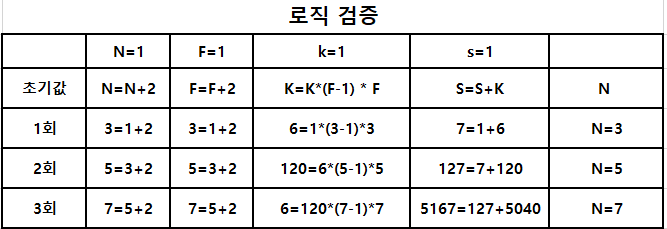 로직 검증
N=1 F=1 k=1 s=1
초기값 N=N+2 F=F+2 K=K*(F-1) * F S=S+K N
1회 3=1+2 3=1+2 6=1*(3-1)*3 7=1+6 N=3
2회 5=3+2 5=3+2 120=6*(5-1)*5 127=7+120 N=5
3회 7=5+2 7=5+2 6=120*(7-1)*7 5167=127+5040 N=7